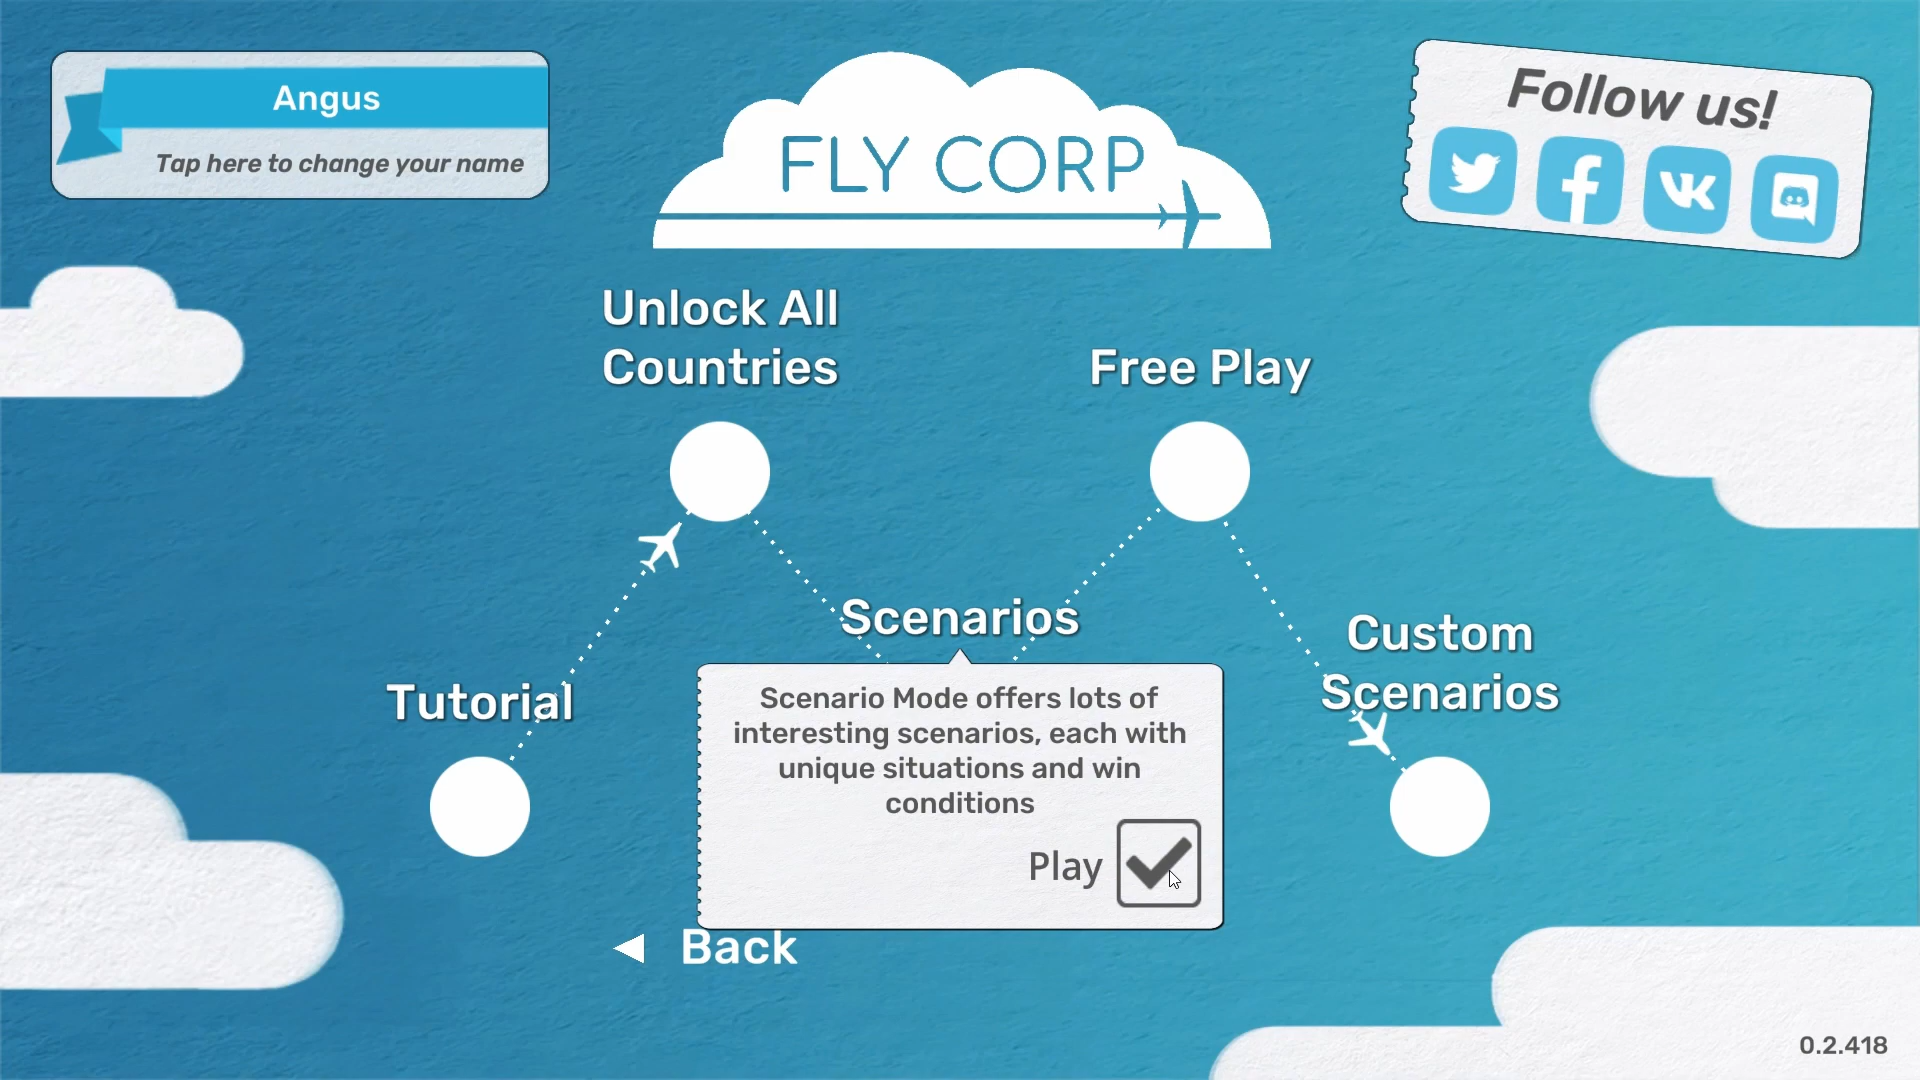 Angus
Tap here to change your name
FLY CORP
Follow us!
Unlock All
Countries
Free Play
Scenarios
Custom
Scenarios
Tutorial
Scenario Mode offers lots of
interesting scenarios, each with
unique situations and win
conditions
Play
Back
0.2.418